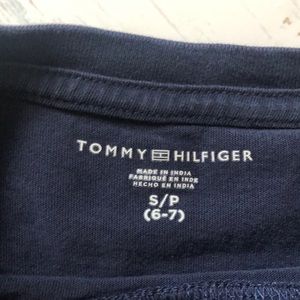 TOMMY HILFIGER
MADE IN INDIA
FABRIQUÉ EN INDE
HECHO EN INDIA
S/P
(6-7)